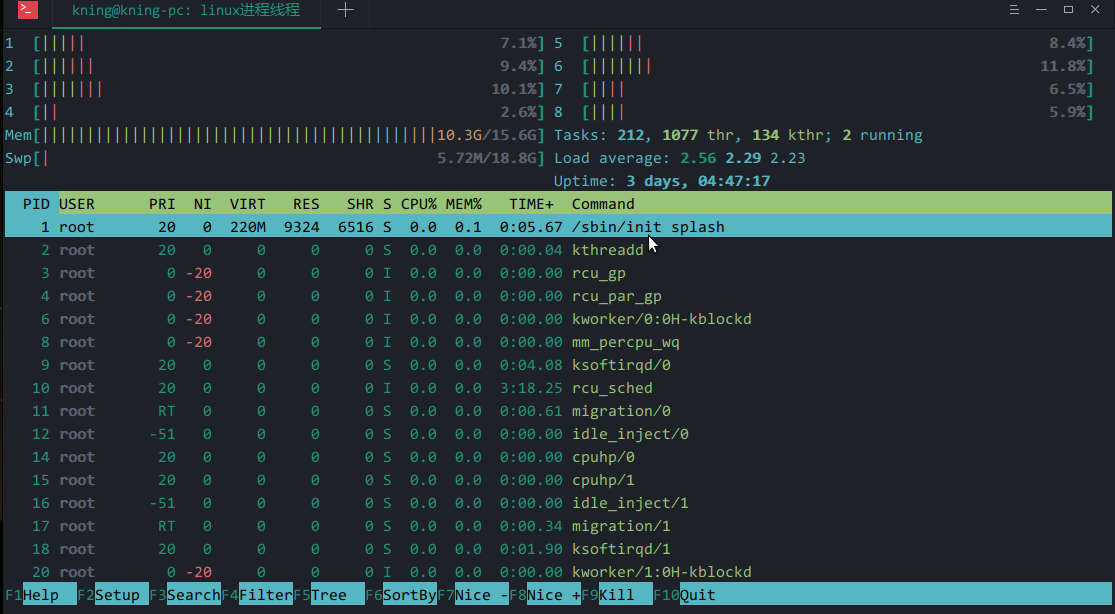 kning@kning-pc: linux进程线程
1 [||||| 7.1%] 5 [|||||| 8.4%]
2 [|||||| 9.4%] 6 [||||||| 11.8%]
3 [||||||| 10.1%] 7 [|||| 6.5%]
4 [|| 2.6%] 8 [|||| 5.9%]
Mem[||||||||||||||||||||||||||||||||||||||||||||10.3G/15.6G] Tasks: 212, 1077 thr, 134 kthr; 2 running
Swp[| 5.72M/18.8G] Load average: 2.56 2.29 2.23
Uptime: 3 days, 04:47:17
PID USER PRI NI VIRT RES SHR S CPU% MEM% TIME+ Command
1 root 20 0 220M 9324 6516 S 0.0 0.1 0:05.67 /sbin/init splash
2 root 20 0 0 0 0 S 0.0 0.0 0:00.04 kthreadd
3 root 0 -20 0 0 0 I 0.0 0.0 0:00.00 rcu_gp
4 root 0 -20 0 0 0 I 0.0 0.0 0:00.00 rcu_par_gp
6 root 0 -20 0 0 0 I 0.0 0.0 0:00.00 kworker/0:0H-kblockd
8 root 0 -20 0 0 0 I 0.0 0.0 0:00.00 mm_percpu_wq
9 root 20 0 0 0 0 S 0.0 0.0 0:04.08 ksoftirqd/0
10 root 20 0 0 0 0 I 0.0 0.0 3:18.25 rcu_sched
11 root RT 0 0 0 0 S 0.0 0.0 0:00.61 migration/0
12 root -51 0 0 0 0 S 0.0 0.0 0:00.00 idle_inject/0
14 root 20 0 0 0 0 S 0.0 0.0 0:00.00 cpuhp/0
15 root 20 0 0 0 0 S 0.0 0.0 0:00.00 cpuhp/1
16 root -51 0 0 0 0 S 0.0 0.0 0:00.00 idle_inject/1
17 root RT 0 0 0 0 S 0.0 0.0 0:00.34 migration/1
18 root 20 0 0 0 0 S 0.0 0.0 0:01.90 ksoftirqd/1
20 root 0 -20 0 0 0 I 0.0 0.0 0:00.00 kworker/1:0H-kblockd
F1Help F2Setup F3SearchF4FilterF5Tree F6SortByF7Nice -F8Nice +F9Kill F10Quit